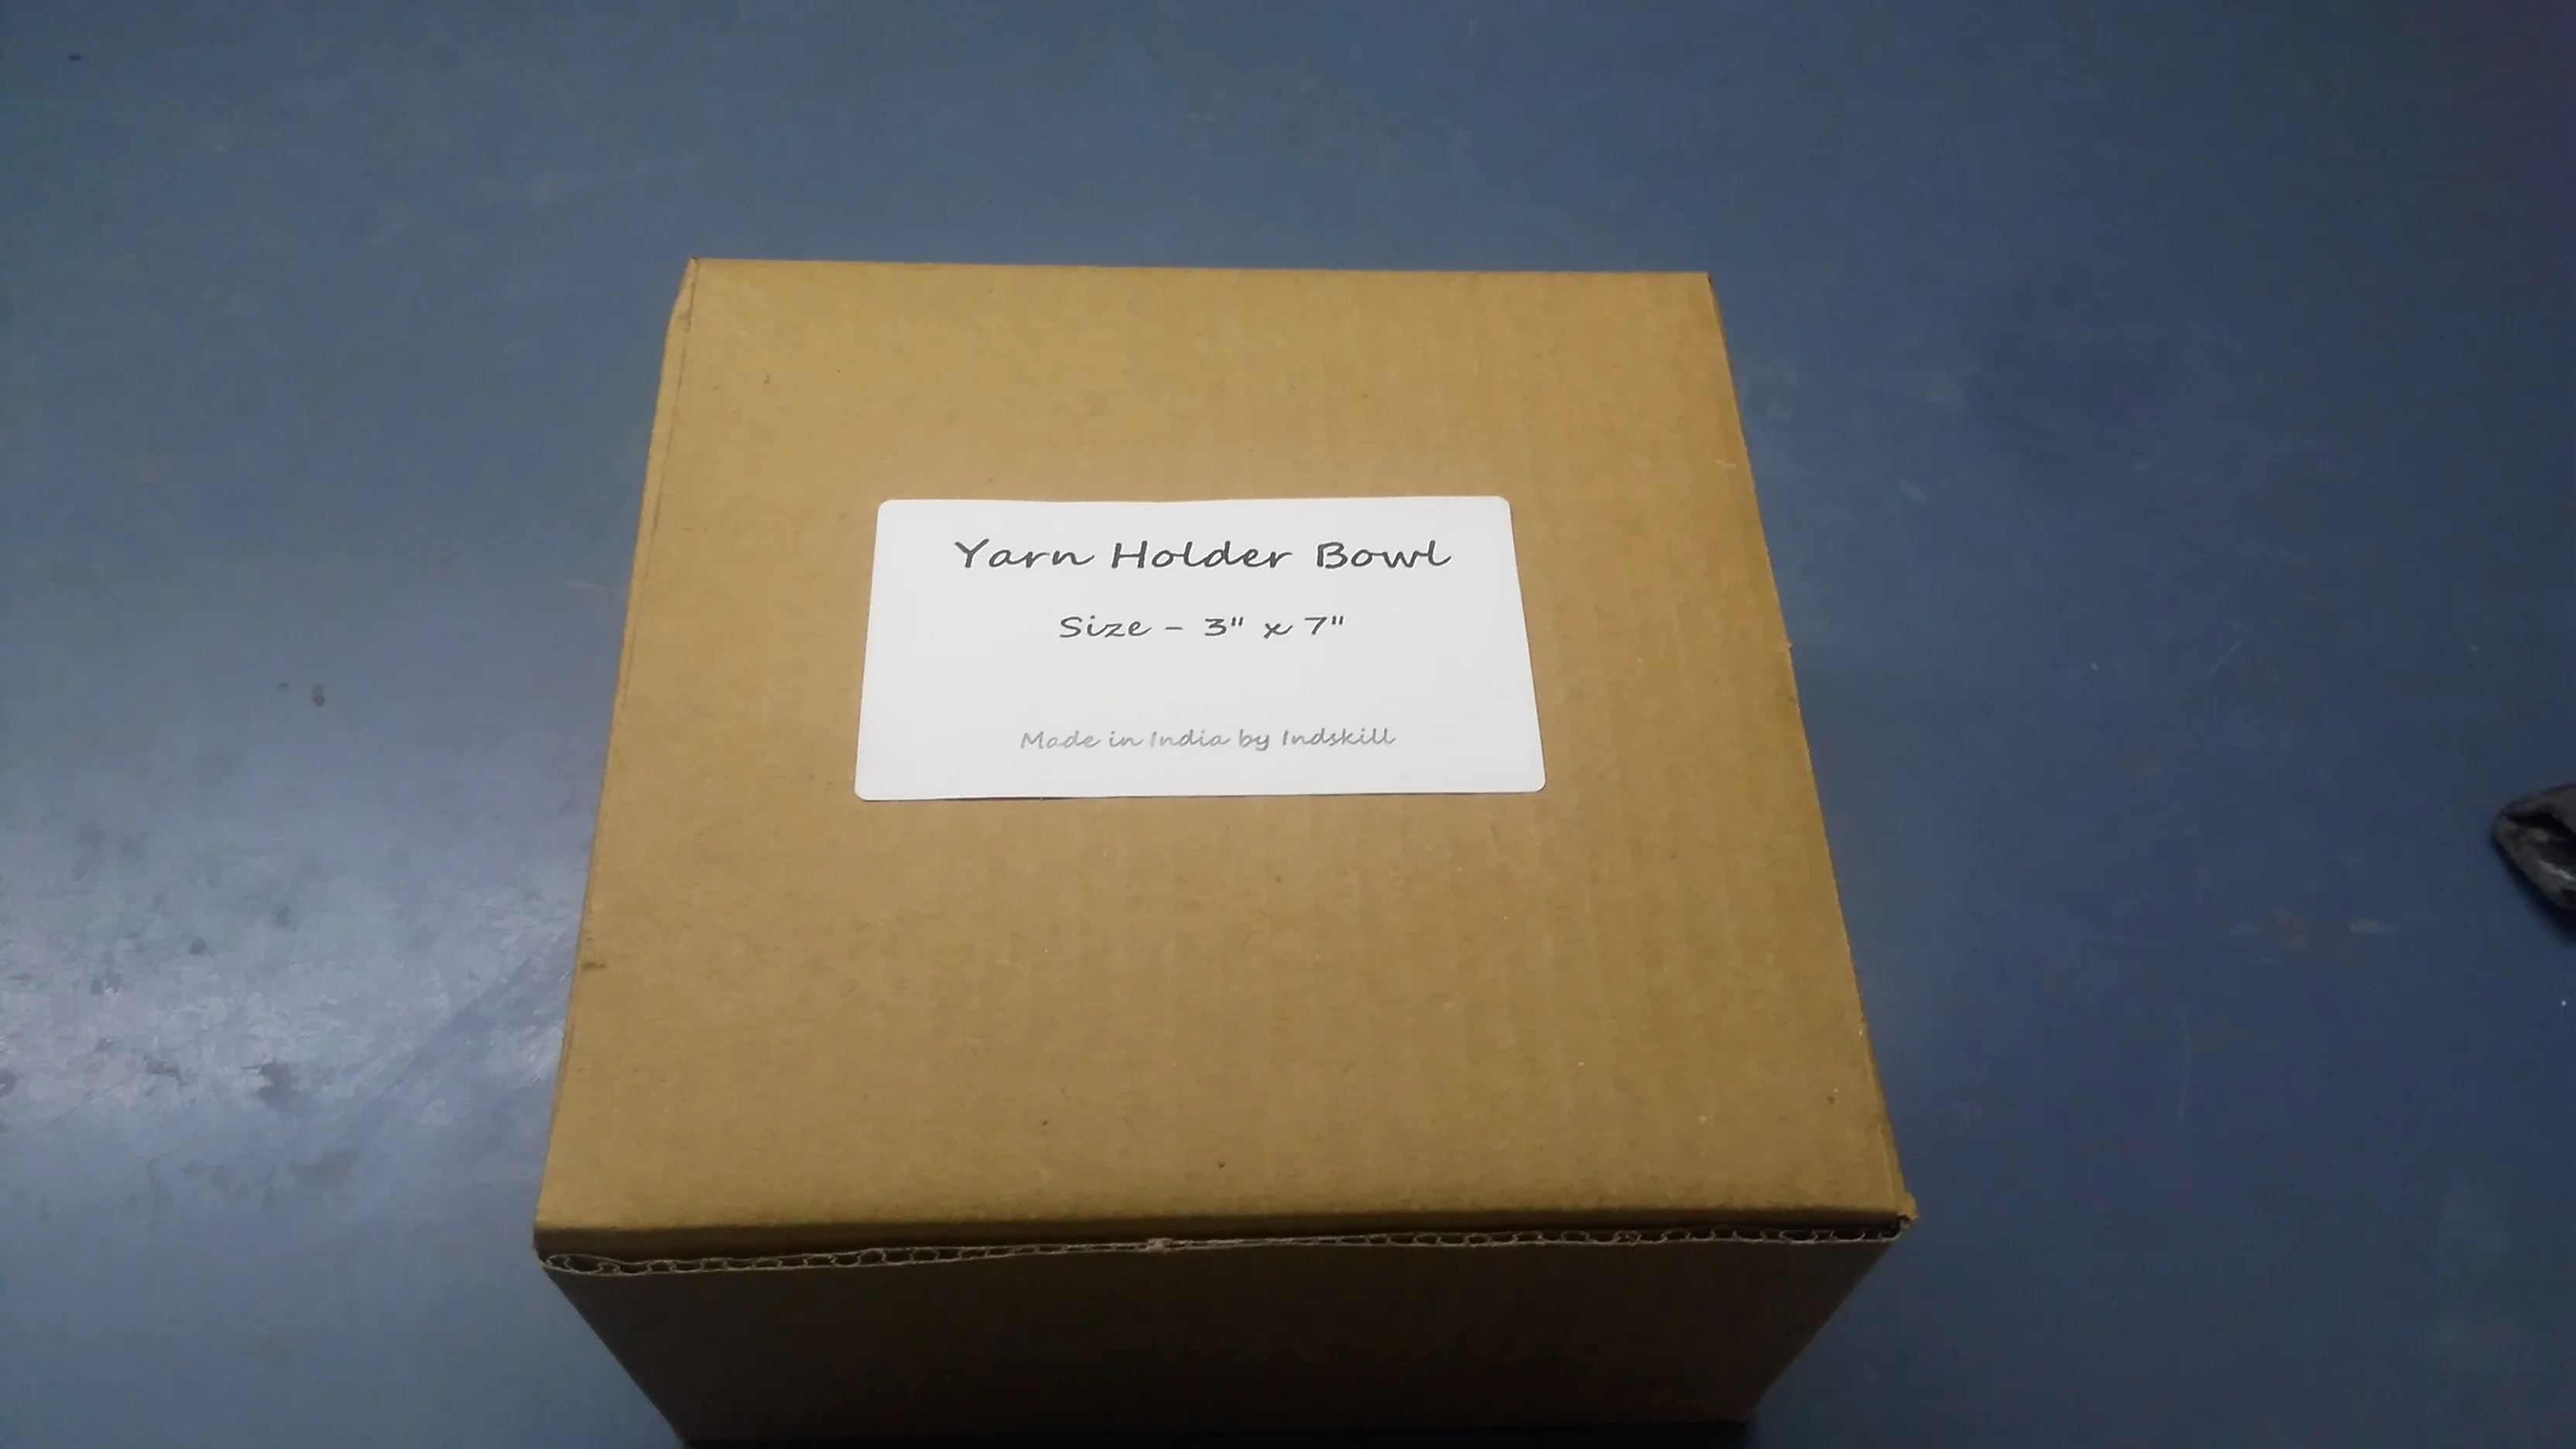 Yarn Holder Bowl
Size - 3" x 7"
Made in India by Indskill